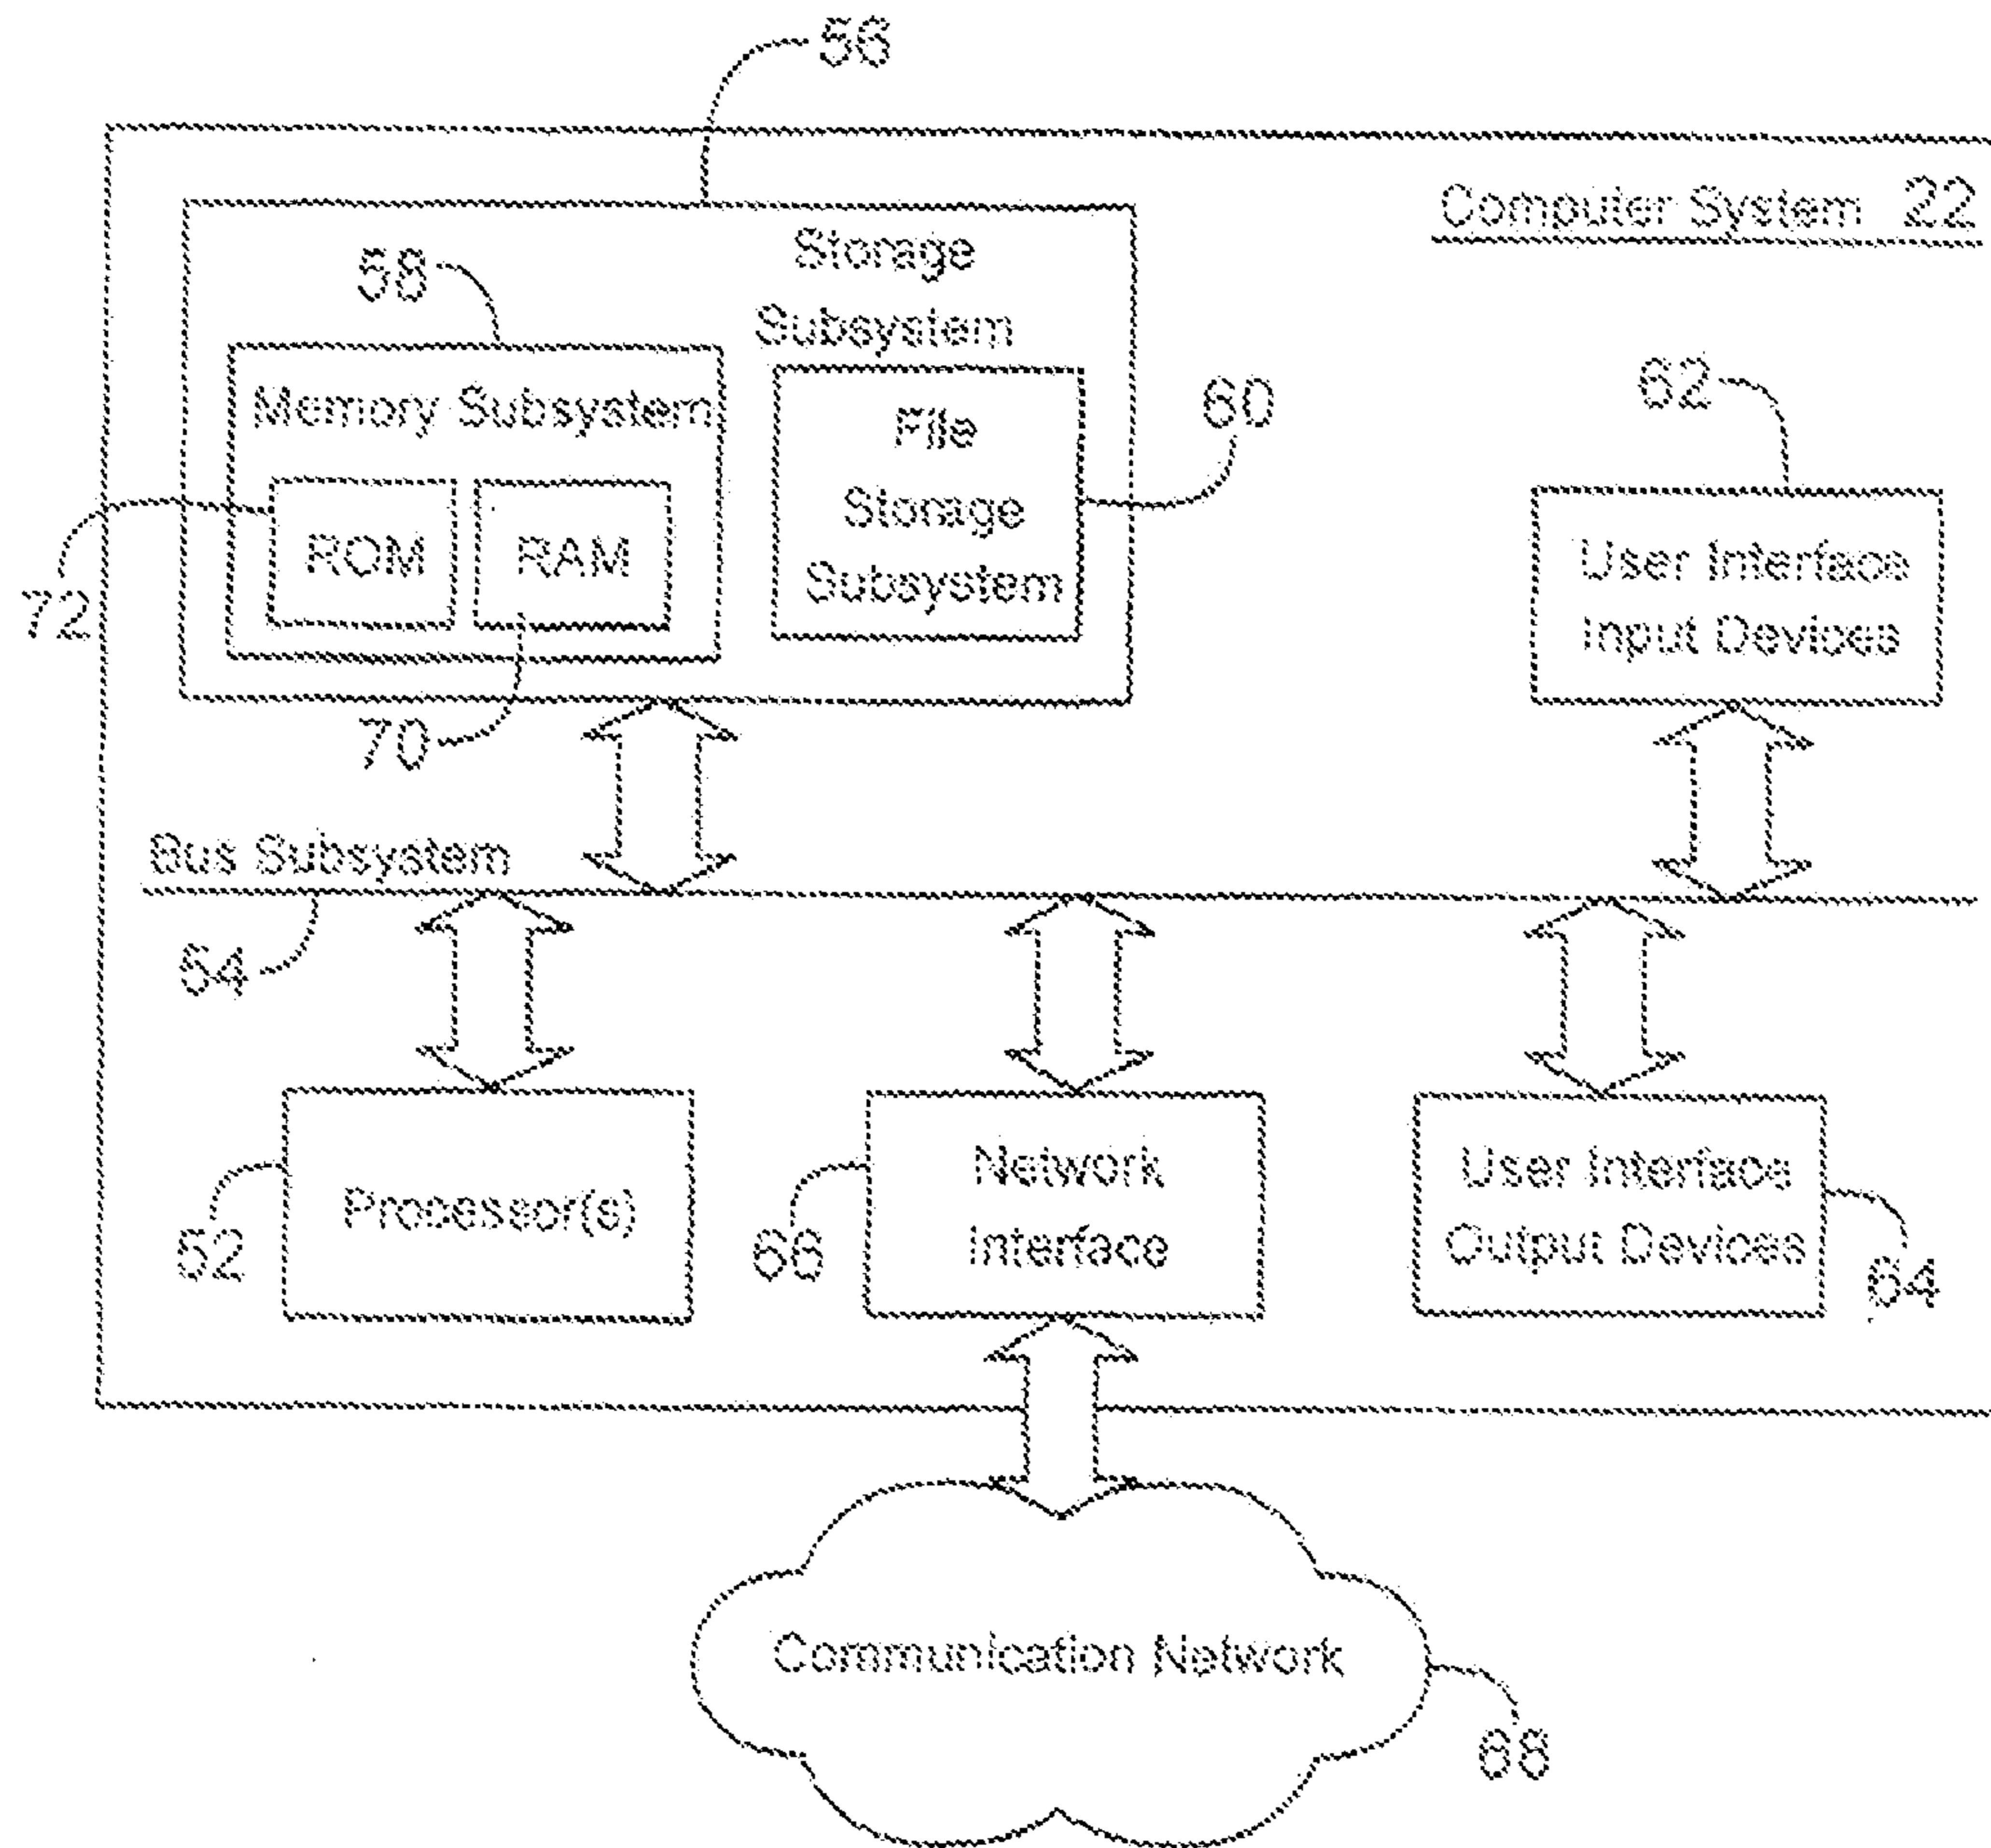 56
Computer System 22
Storage
Subsystem
58
Memory Subsystem
File
Storage
Subsystem
60
62
ROM
RAM
72
User Interface
Input Devices
70
Bus Subsystem
54
Processor(s)
52
Network
Interface
66
User Interface
Output Devices
64
Communication Network
68